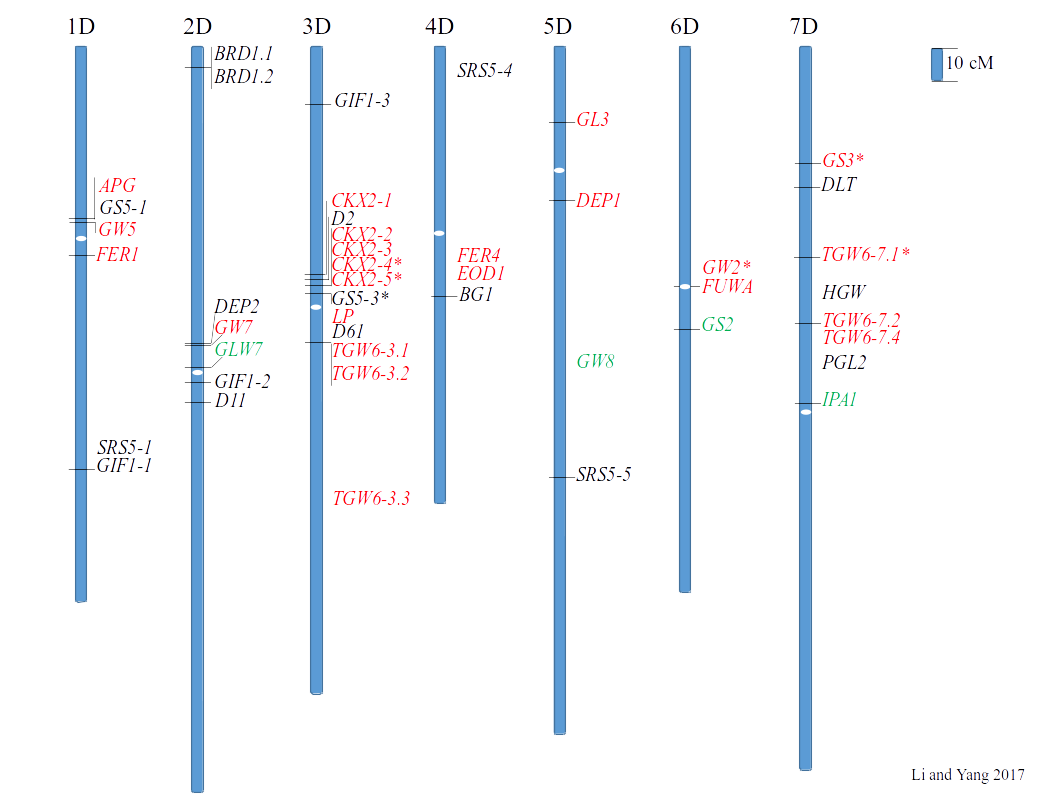 1D
2D
3D
4D
5D
6D
7D
10 cM
APG
GS5-1
GW5
FER1
SRS5-1
GIF1-1
BRD1.1
BRD1.2
DEP2
GW7
GLW7
GIF1-2
D11
GIF1-3
CKX2-1
D2
CKX2-2
CKX2-3
CKX2-4*
CKX2-5*
GS5-3*
LP
D61
TGW6-3.1
TGW6-3.2
TGW6-3.3
SRS5-4
FER4
EOD1
BG1
GL3
DEP1
GW8
SRS5-5
GW2*
FUWA
GS2
GS3*
DLT
TGW6-7.1*
HGW
TGW6-7.2
TGW6-7.4
PGL2
IPA1
Li and Yang 2017